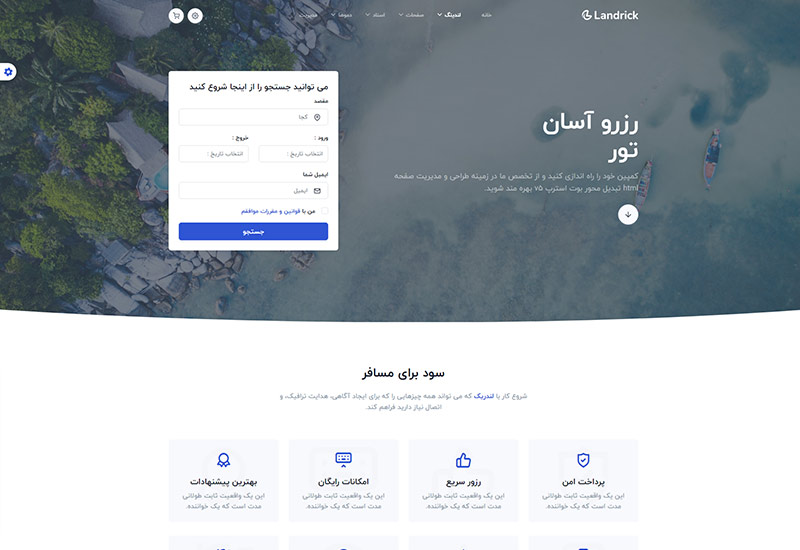 Landrick
خانه
لندینگ
صفحات
اسناد
دموها
مدیریت
رزرو آسان
تور
کمپین خود را راه اندازی کنید و از تخصص ما در زمینه طراحی و مدیریت صفحه
html تبدیل محور بوت استرپ v5 بهره مند شوید.
می توانید جستجو را از اینجا شروع کنید
مقصد
کجا
ورود :
خروج :
انتخاب تاریخ :
انتخاب تاریخ :
ایمیل شما
ایمیل
من با قوانین و مقررات موافقم
جستجو
سود برای مسافر
شروع کار با لندریک که می تواند همه چیزهایی را که برای ایجاد آگاهی، هدایت ترافیک، و
اتصال نیاز دارید فراهم کند.
پرداخت امن
این یک واقعیت ثابت طولانی
مدت است که یک خواننده.
رزور سریع
این یک واقعیت ثابت طولانی
مدت است که یک خواننده.
امکانات رایگان
این یک واقعیت ثابت طولانی
مدت است که یک خواننده.
بهترین پیشنهادات
این یک واقعیت ثابت طولانی
مدت است که یک خواننده.